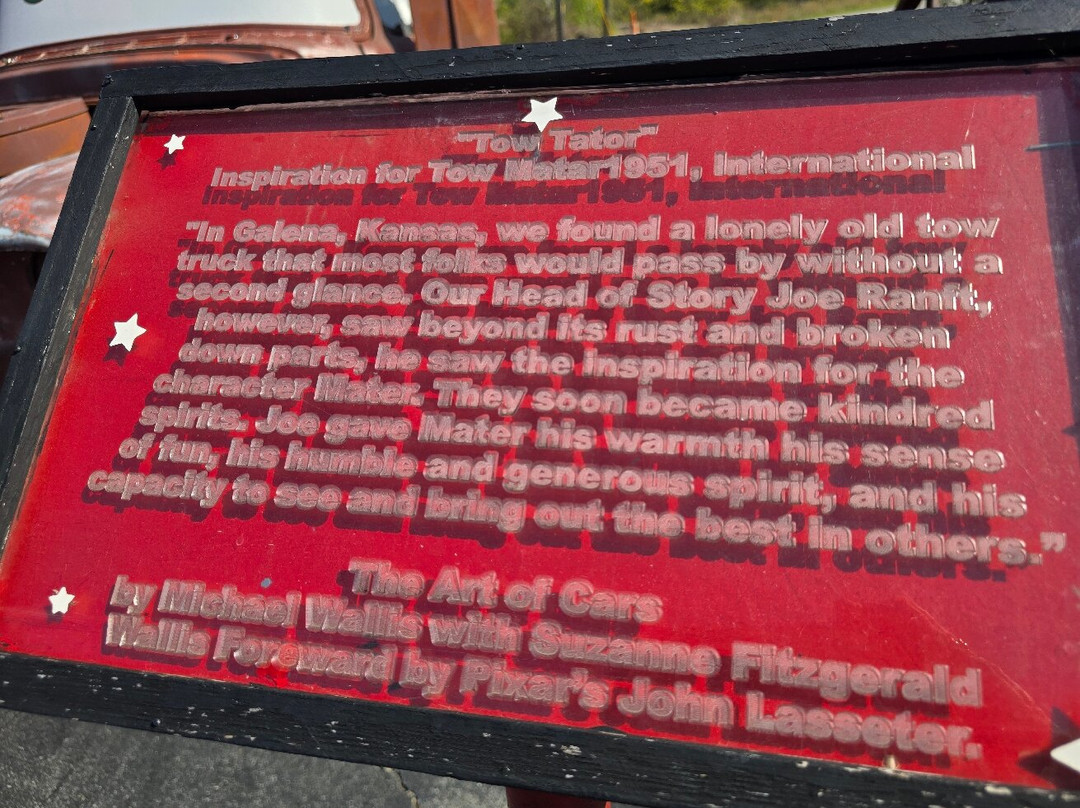 "Tow Tator"
Inspiration for Tow Matar1951, International
"In Galena, Kansas, we found a lonely old tow
truck that most folks would pass by without a
second glance. Our Head of Story Joe Ranft,
however, saw beyond its rust and broken
down parts, he saw the inspiration for the
character Mater. They soon became kindred
spirits. Joe gave Mater his warmth his sense
of fun, his humble and generous spirit, and his
capacity to see and bring out the best in others."
The Art of Cars
by Michael Wallis with Suzanne Fitzgerald
Wallis Foreward by Pixar's John Lasseter.